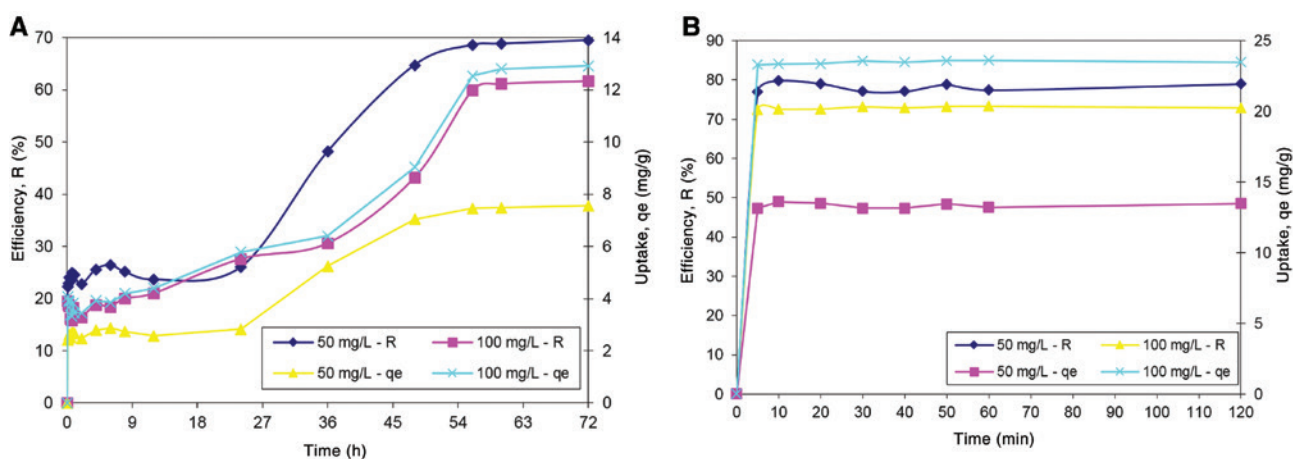 A
Efficiency, R (%)
70
60
50
40
30
20
10
0
0 9 18 27 36 45 54 63 72
Time (h)
14
12
10
8
6
4
2
0
Uptake, qe (mg/g)
50 mg/L - R 100 mg/L - R
50 mg/L - qe 100 mg/L - qe
B
Efficiency, R (%)
90
80
70
60
50
40
30
20
10
0
0 10 20 30 40 50 60 70 80 90 100 110 120
Time (min)
25
20
15
10
5
0
Uptake, qe (mg/g)
50 mg/L - R 100 mg/L - R
50 mg/L - qe 100 mg/L - qe